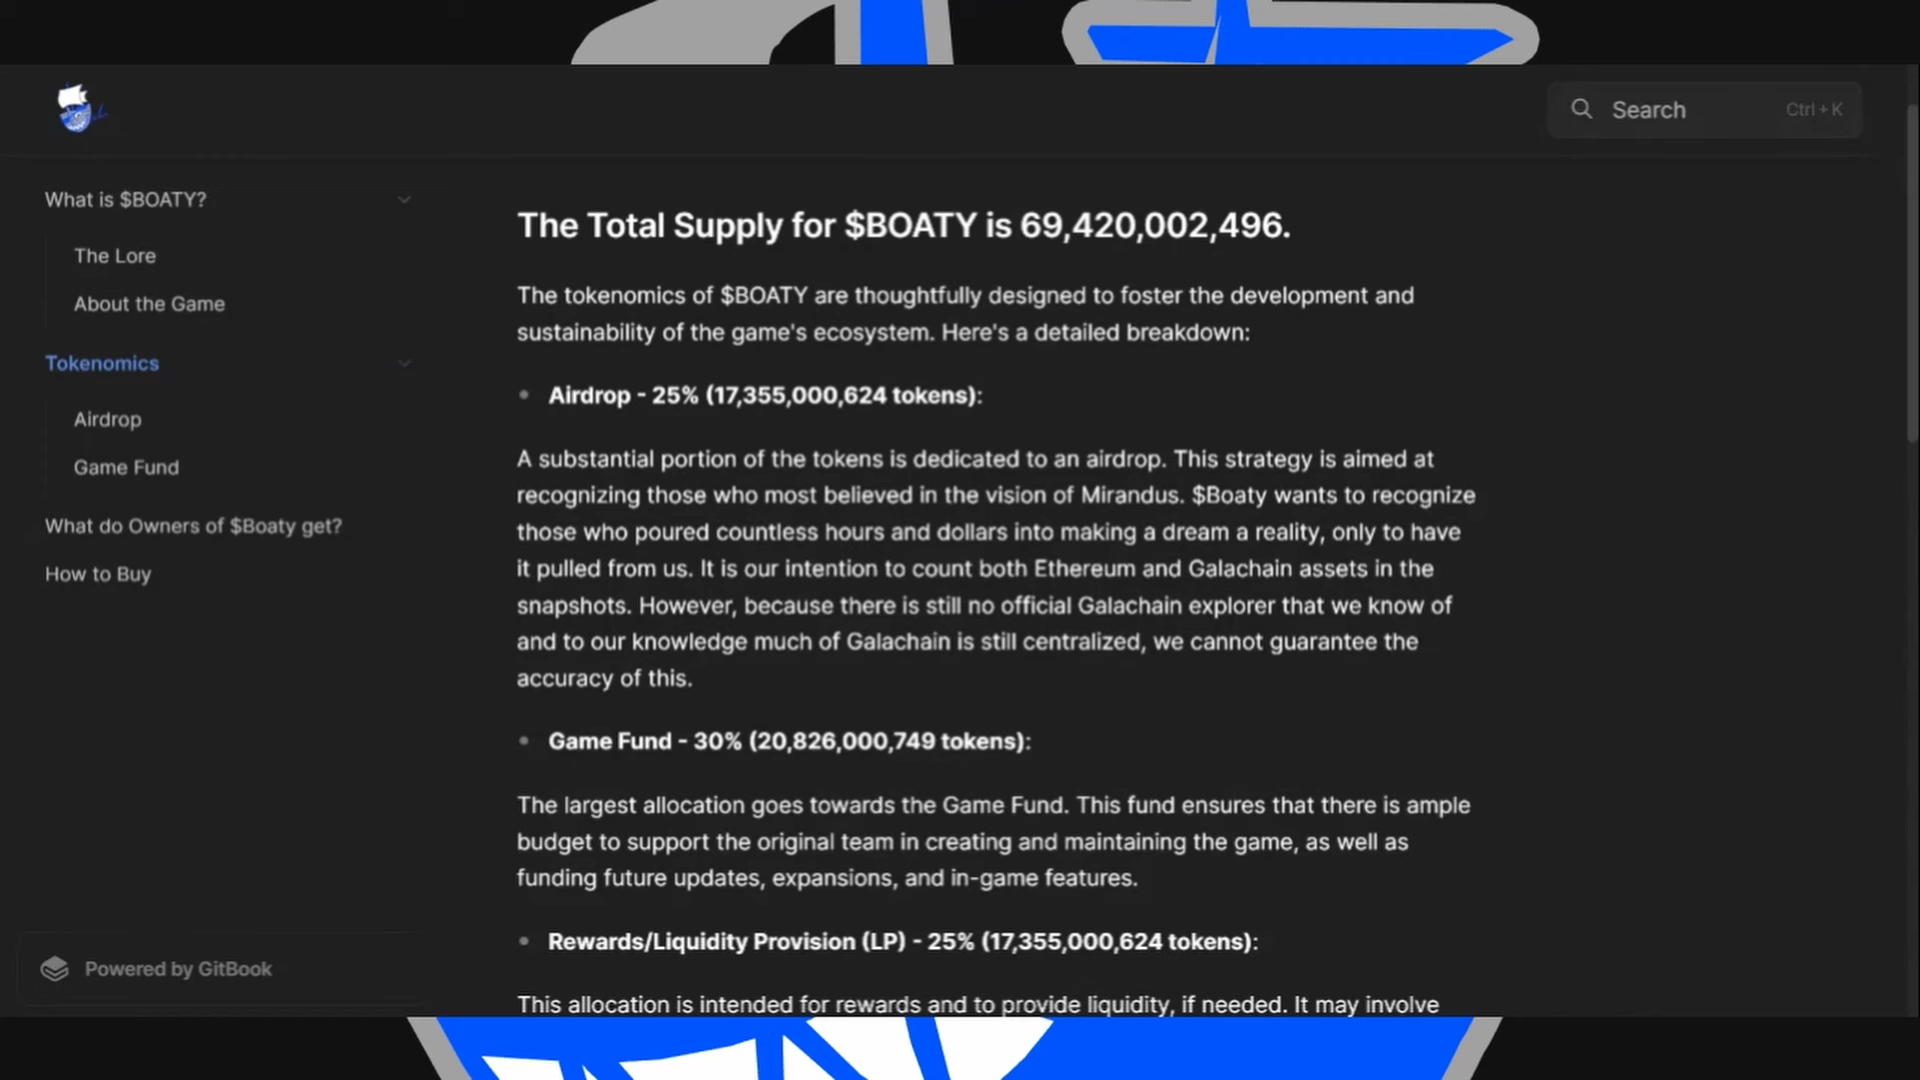 Search Ctrl + K
What is $BOATY?
The Lore
About the Game
Tokenomics
Airdrop
Game Fund
What do Owners of $Boaty get?
How to Buy
Powered by GitBook
The Total Supply for $BOATY is 69,420,002,496.
The tokenomics of $BOATY are thoughtfully designed to foster the development and
sustainability of the game's ecosystem. Here's a detailed breakdown:
• Airdrop - 25% (17,355,000,624 tokens):
A substantial portion of the tokens is dedicated to an airdrop. This strategy is aimed at
recognizing those who most believed in the vision of Mirandus. $Boaty wants to recognize
those who poured countless hours and dollars into making a dream a reality, only to have
it pulled from us. It is our intention to count both Ethereum and Galachain assets in the
snapshots. However, because there is still no official Galachain explorer that we know of
and to our knowledge much of Galachain is still centralized, we cannot guarantee the
accuracy of this.
• Game Fund - 30% (20,826,000,749 tokens):
The largest allocation goes towards the Game Fund. This fund ensures that there is ample
budget to support the original team in creating and maintaining the game, as well as
funding future updates, expansions, and in-game features.
• Rewards/Liquidity Provision (LP) - 25% (17,355,000,624 tokens):
This allocation is intended for rewards and to provide liquidity, if needed. It may involve